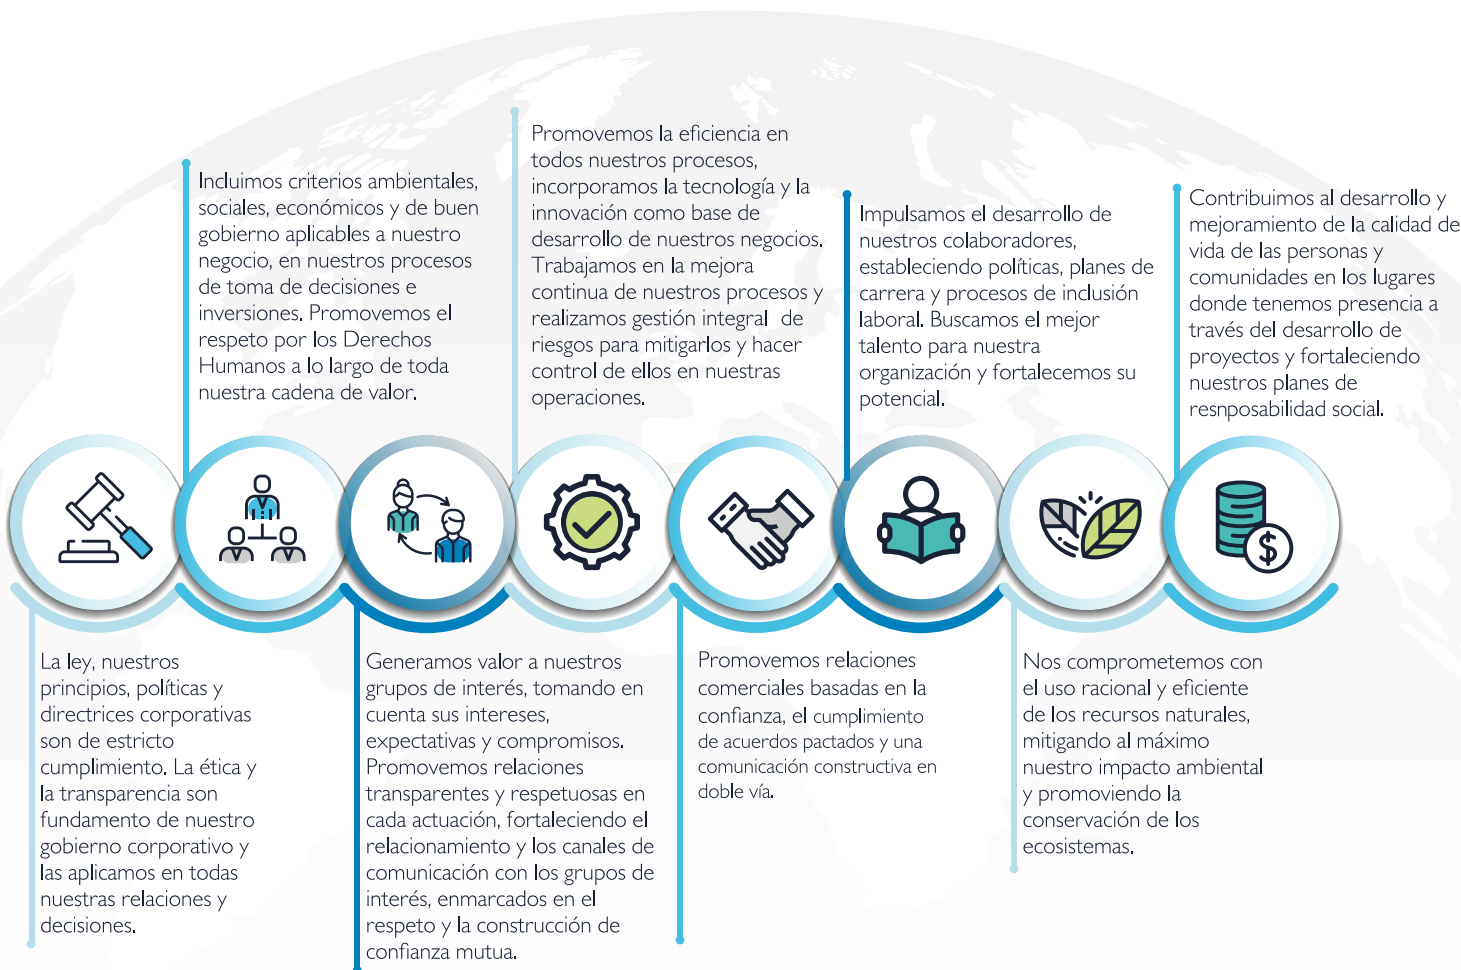 Incluimos criterios ambientales,
sociales, económicos y de buen
gobierno aplicables a nuestro
negocio, en nuestros procesos
de toma de decisiones e
inversiones. Promovemos el
respeto por los Derechos
Humanos a lo largo de toda
nuestra cadena de valor.
Promovemos la eficiencia en
todos nuestros procesos,
incorporamos la tecnología y la
innovación como base de
desarrollo de nuestros negocios.
Trabajamos en la mejora
continua de nuestros procesos y
realizamos gestión integral de
riesgos para mitigarlos y hacer
control de ellos en nuestras
operaciones.
Impulsamos el desarrollo de
nuestros colaboradores,
estableciendo políticas, planes de
carrera y procesos de inclusión
laboral. Buscamos el mejor
talento para nuestra
organización y fortalecemos su
potencial.
Contribuimos al desarrollo y
mejoramiento de la calidad de
vida de las personas y
comunidades en los lugares
donde tenemos presencia a
través del desarrollo de
proyectos y fortaleciendo
nuestros planes de
resnposabilidad social.
$
La ley, nuestros
principios, políticas y
directrices corporativas
son de estricto
cumplimiento. La ética y
la transparencia son
fundamento de nuestro
gobierno corporativo y
las aplicamos en todas
nuestras relaciones y
decisiones.
Generamos valor a nuestros
grupos de interés, tomando en
cuenta sus intereses,
expectativas y compromisos.
Promovemos relaciones
transparentes y respetuosas en
cada actuación, fortaleciendo el
relacionamiento y los canales de
comunicación con los grupos de
interés, enmarcados en el
respeto y la construcción de
confianza mutua.
Promovemos relaciones
comerciales basadas en la
confianza, el cumplimiento
de acuerdos pactados y una
comunicación constructiva en
doble vía.
Nos comprometemos con
el uso racional y eficiente
de los recursos naturales,
mitigando al máximo
nuestro impacto ambiental
y promoviendo la
conservación de los
ecosistemas.